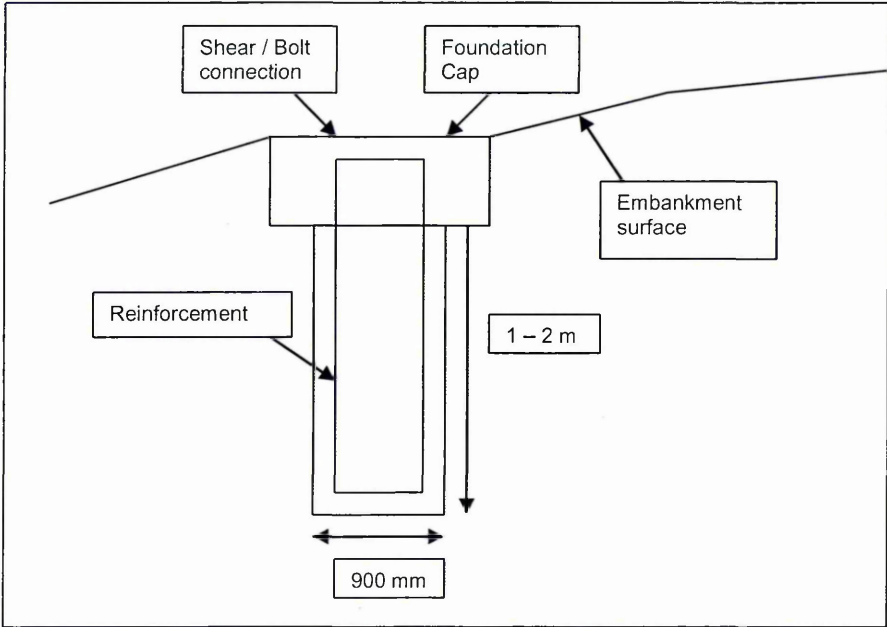 Shear / Bolt
connection
Foundation
Cap
Embankment
surface
Reinforcement
1 – 2 m
900 mm